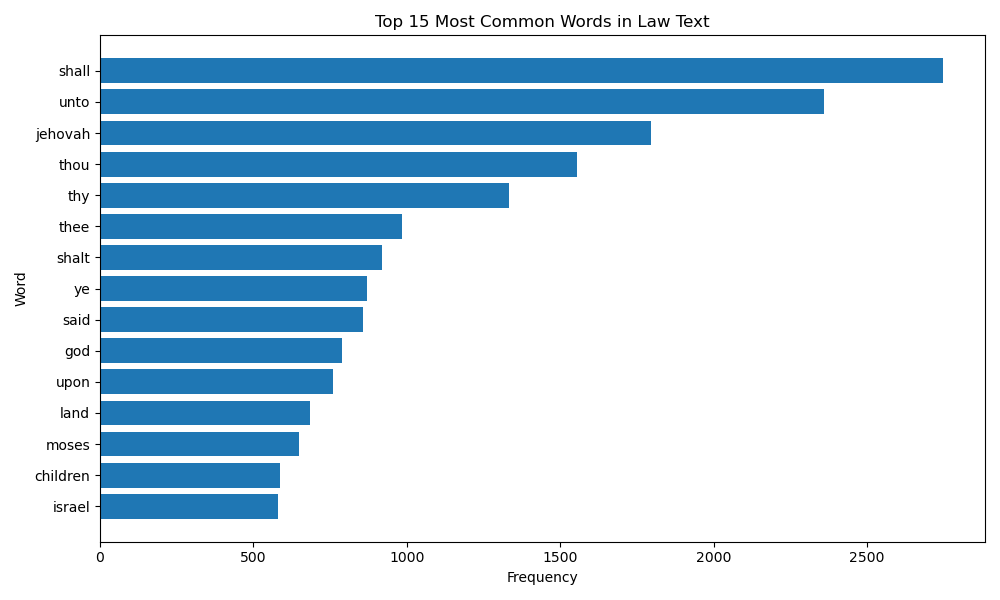 Top 15 Most Common Words in Law Text
shall
unto
jehovah
thou
thy
thee
shalt
ye
said
god
upon
land
moses
children
israel
Word
0 500 1000 1500 2000 2500
Frequency